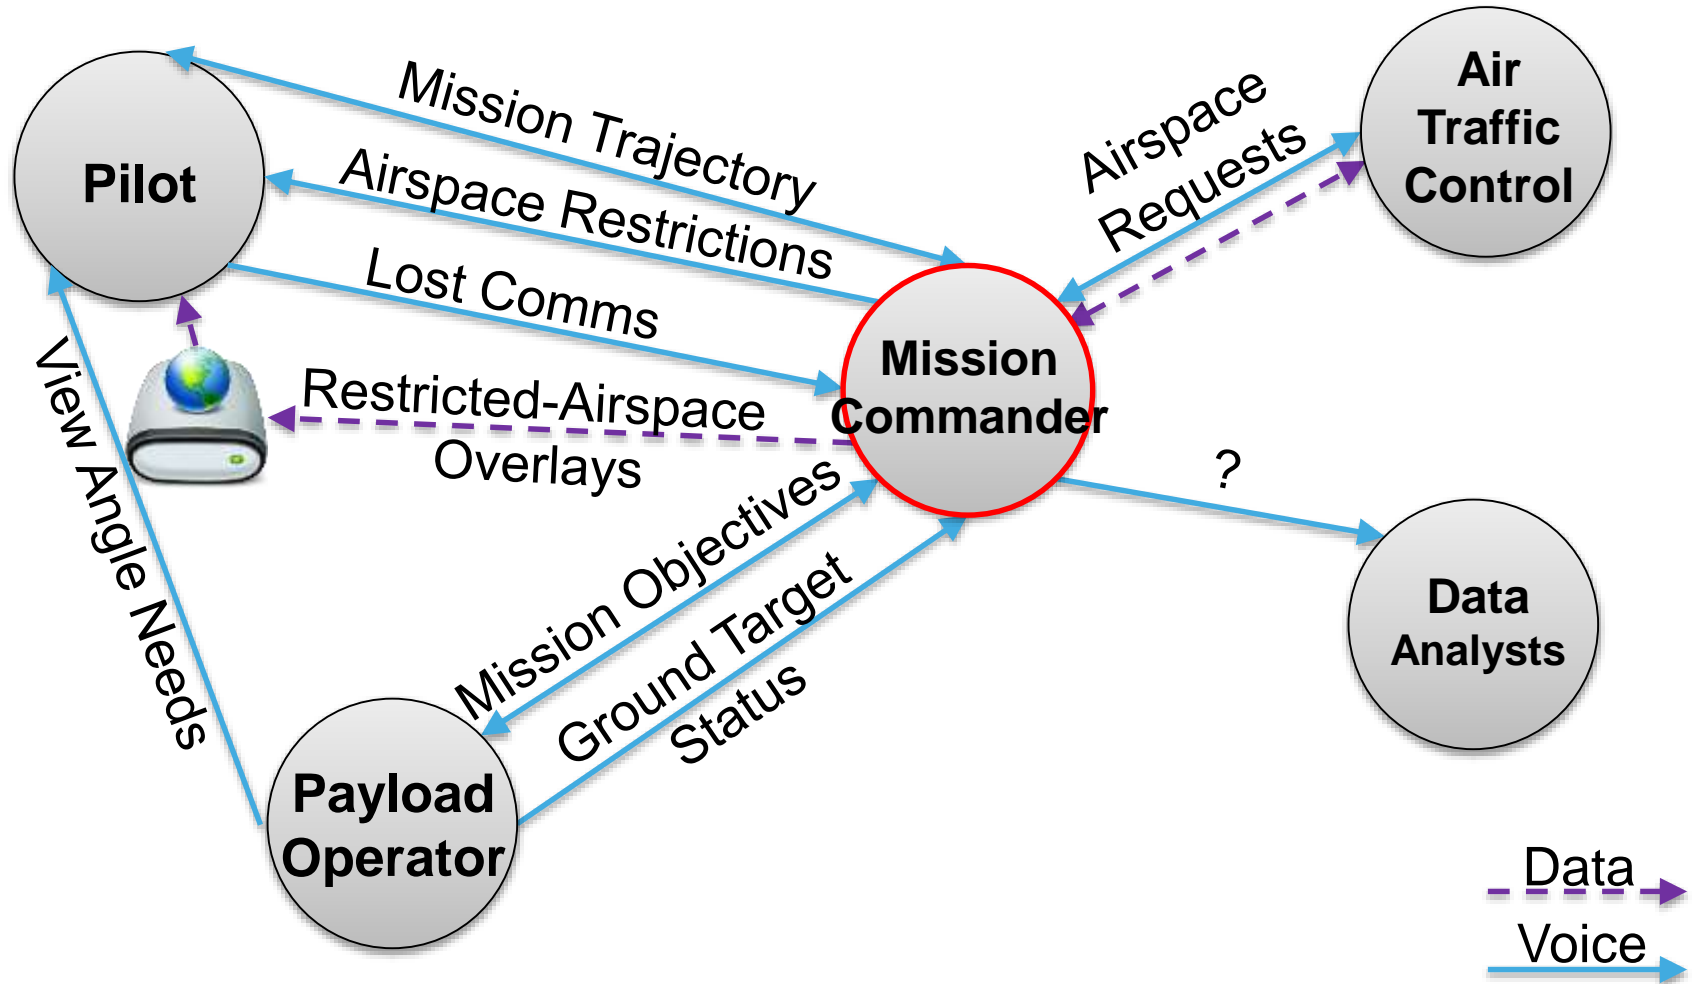 Pilot
Mission Trajectory
Airspace Restrictions
Lost Comms
Restricted-Airspace
Overlays
View Angle Needs
Airspace
Requests
Air
Traffic
Control
Mission
Commander
?
Data
Analysts
Mission Objectives
Ground Target
Status
Payload
Operator
Data
Voice